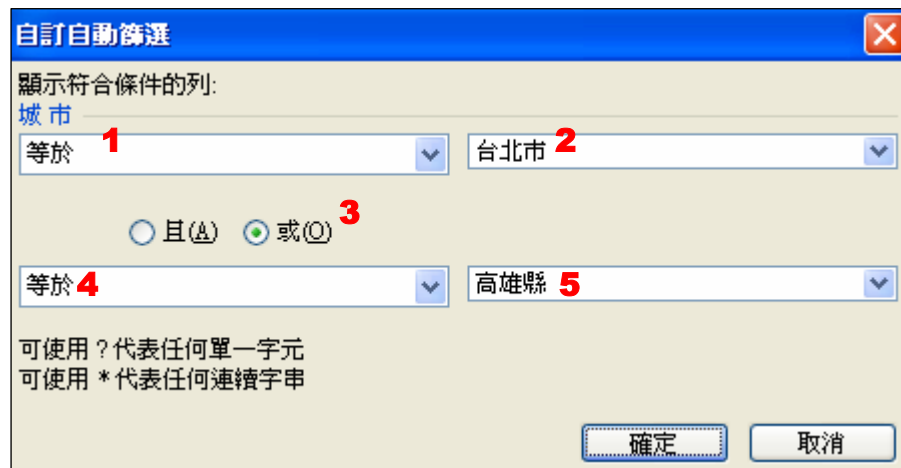 自訂自動篩選
顯示符合條件的列:
城市
等於 1 台北市 2
且(A) 或(O) 3
等於 4 高雄縣 5
可使用 ? 代表任何單一字元
可使用 * 代表任何連續字串
確定 取消